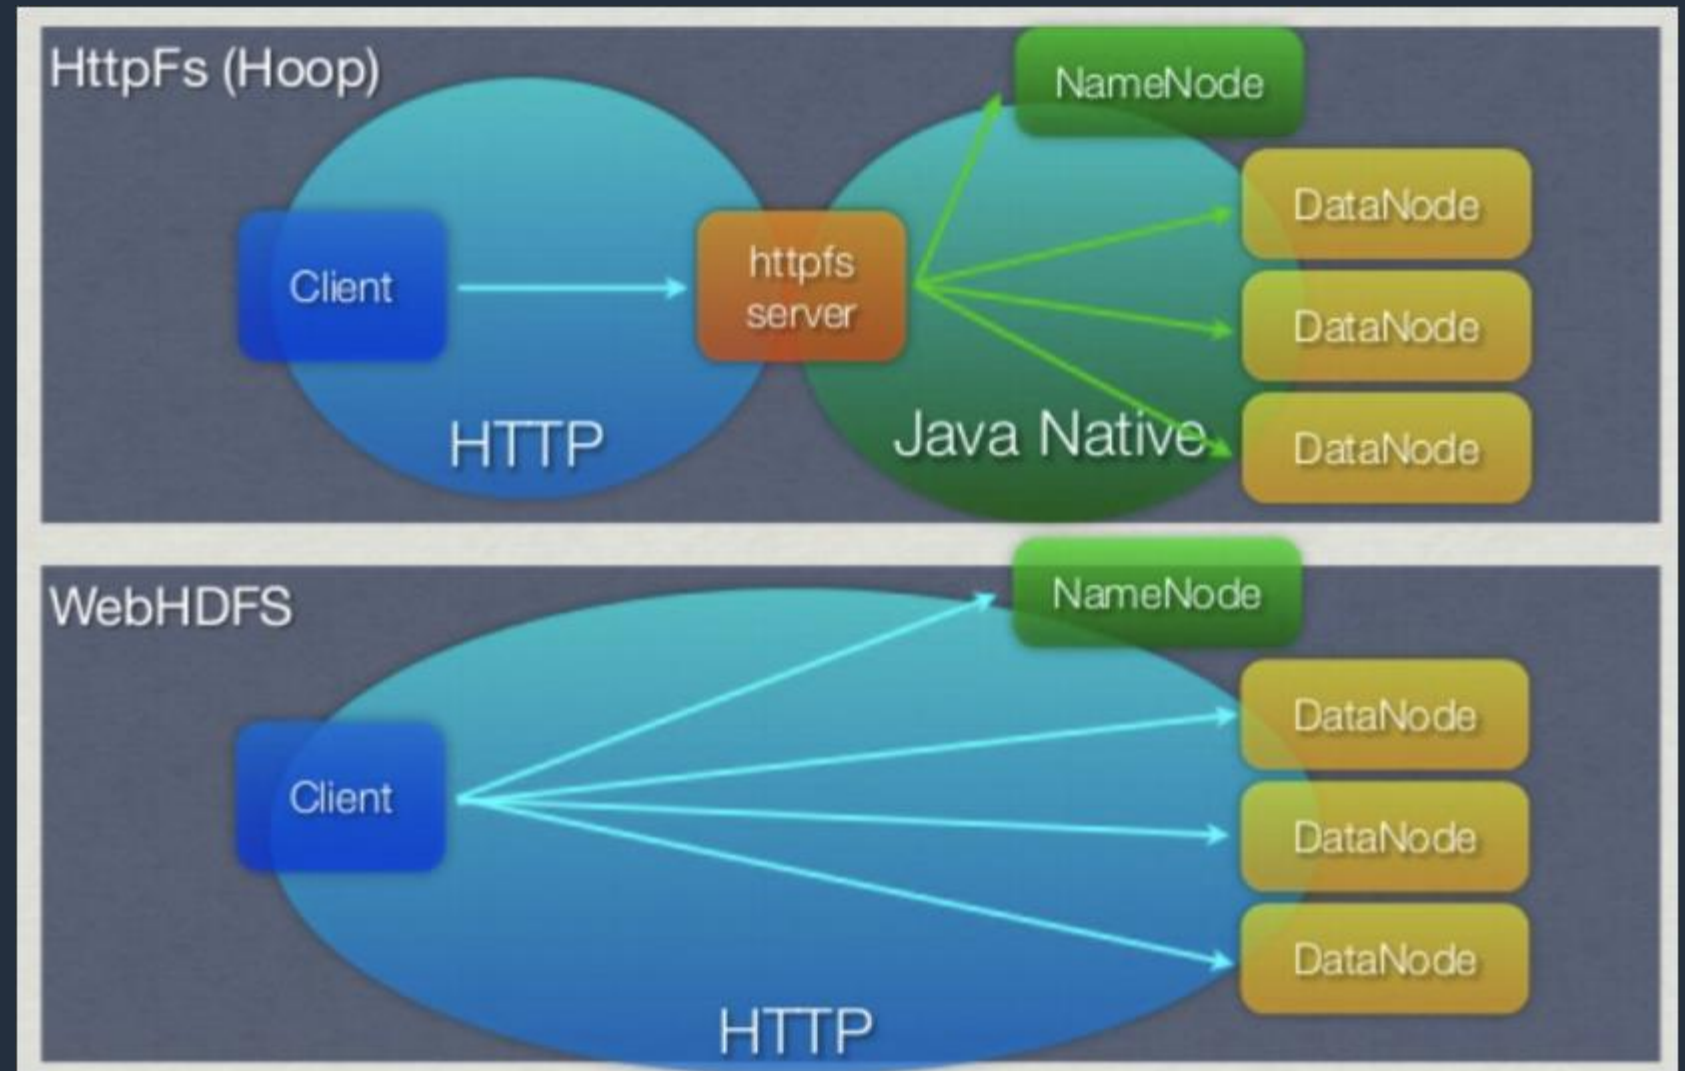 HttpFs (Hoop)
NameNode
DataNode
Client
httpfs
server
DataNode
HTTP
Java Native
DataNode
WebHDFS
NameNode
DataNode
Client
DataNode
DataNode
HTTP